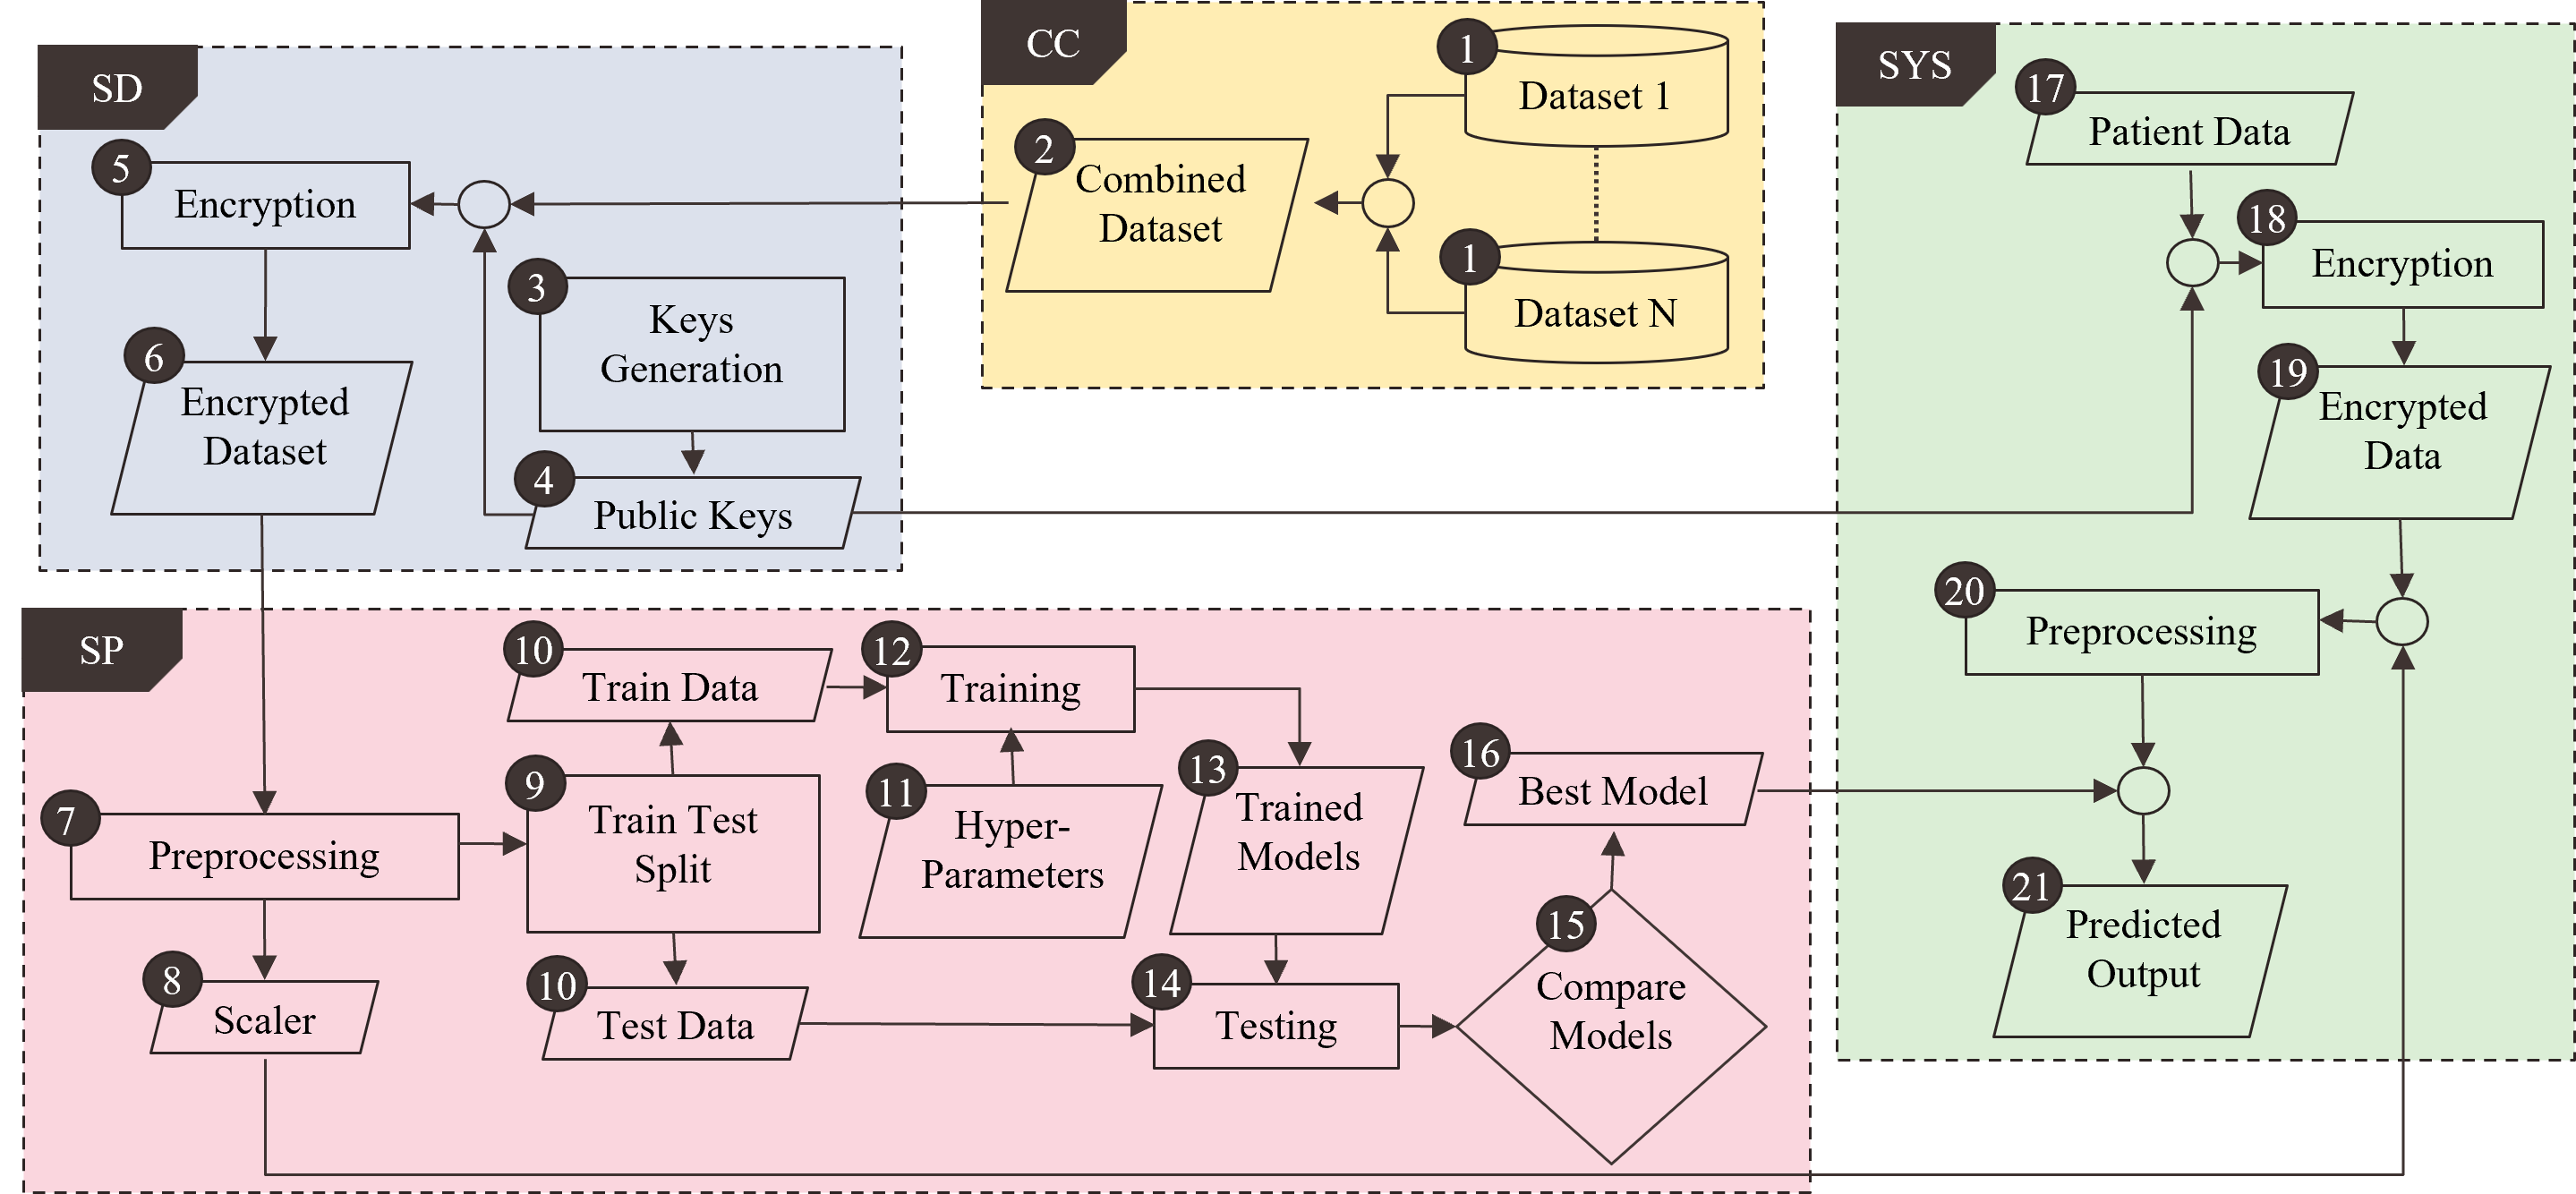 SD
5
Encryption
3
Keys
Generation
6
Encrypted
Dataset
4
Public Keys
CC
1
Dataset 1
2
Combined
Dataset
1
Dataset N
SYS
17
Patient Data
18
Encryption
19
Encrypted
Data
20
Preprocessing
21
Predicted
Output
SP
7
Preprocessing
8
Scaler
9
Train Test
Split
10
Train Data
10
Test Data
11
Hyper-
Parameters
12
Training
13
Trained
Models
14
Testing
15
Compare
Models
16
Best Model